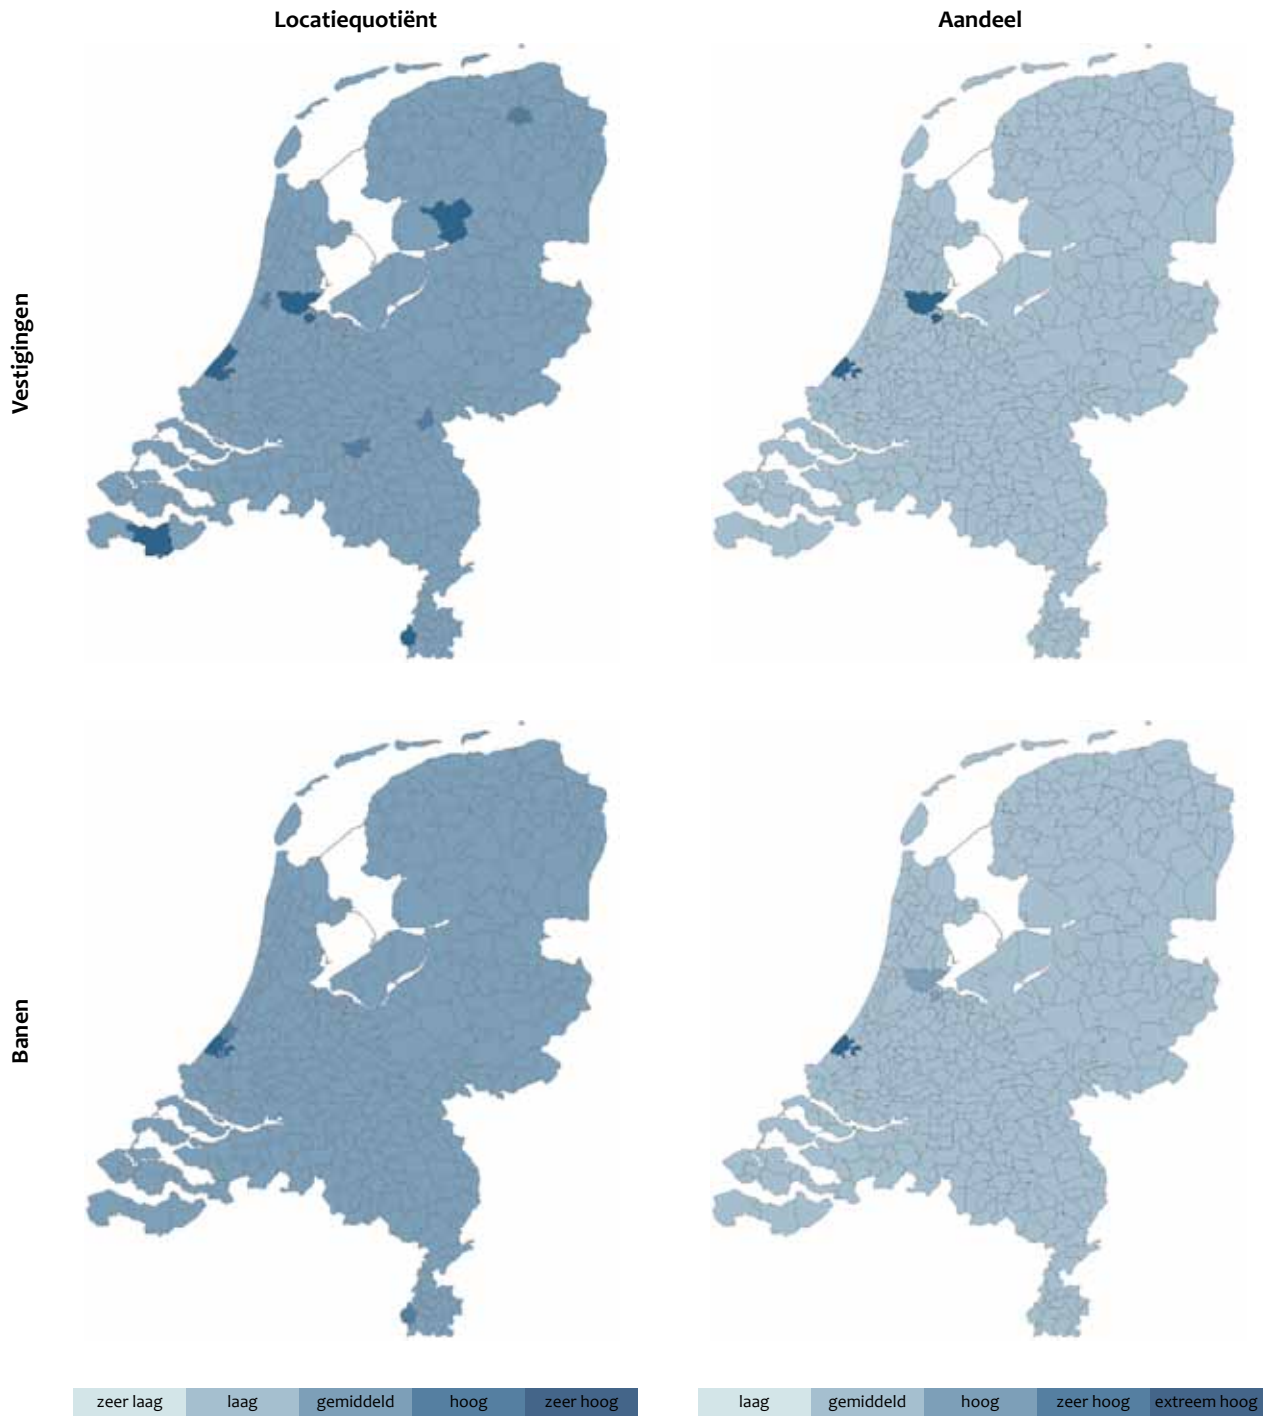 Locatiequotiënt Aandeel
Vestigingen
Banen
zeer laag laag gemiddeld hoog zeer hoog
laag gemiddeld hoog zeer hoog extreem hoog